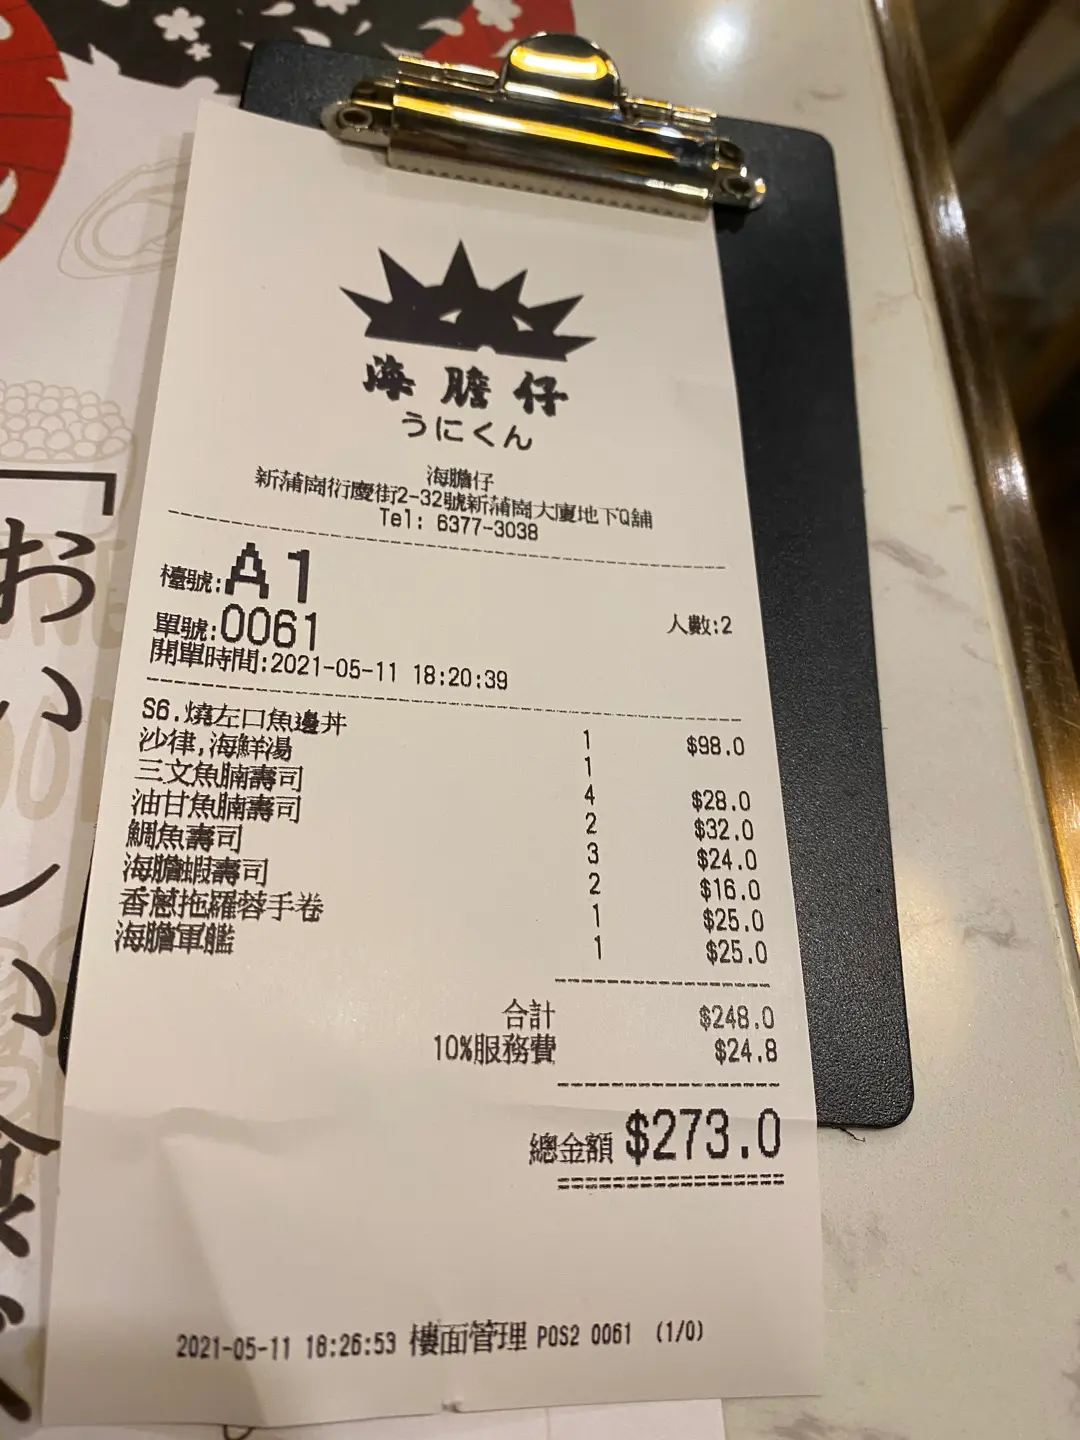 海膽仔
うにくん
海膽仔
新蒲崗衍慶街2-32號新蒲崗大廈地下Q舖
Tel: 6377-3038
檯號:A1
單號:0061 人數:2
開單時間:2021-05-11 18:20:39
S6.燒左口魚邊丼 1 $98.0
沙律,海鮮湯 1
三文魚腩壽司 4 $28.0
油甘魚腩壽司 2 $32.0
鯛魚壽司 3 $24.0
海膽蝦壽司 2 $16.0
香蔥拖羅蓉手卷 1 $25.0
海膽軍艦 1 $25.0
合計 $248.0
10%服務費 $24.8
總金額 $273.0
2021-05-11 18:26:53 樓面管理 POS2 0061 (1/0)
「おいしい